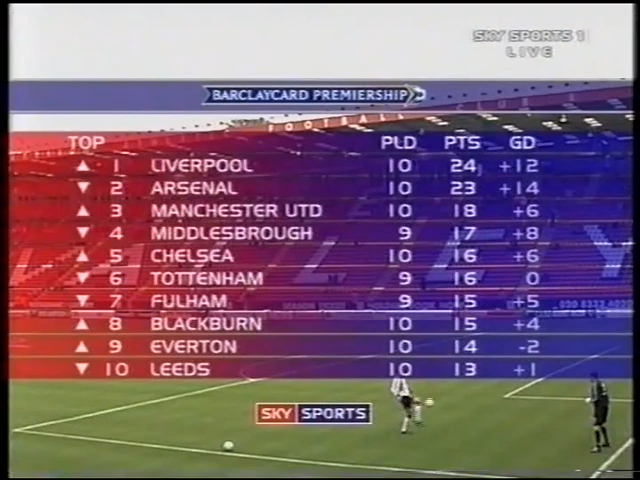 SKY SPORTS 1
LIVE
BARCLAYCARD PREMIERSHIP
FOOTBALL CLUB
TOP PLD PTS GD
1 LIVERPOOL 10 24 +12
2 ARSENAL 10 23 +14
3 MANCHESTER UTD 10 18 +6
4 MIDDLESBROUGH 9 17 +8
5 CHELSEA 10 16 +6
6 TOTTENHAM 9 16 0
7 FULHAM 9 15 +5
8 BLACKBURN 10 15 +4
9 EVERTON 10 14 -2
10 LEEDS 10 13 +1
SKY SPORTS